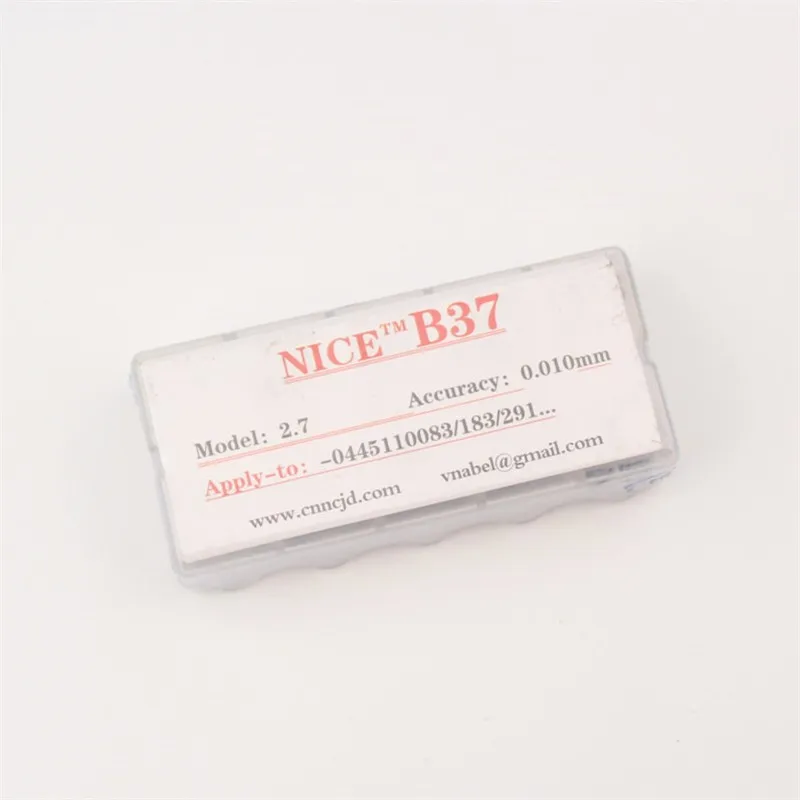 NICE™ B37
Model: 2.7 Accuracy: 0.010mm
Apply-to: -0445110083/183/291...
www.cnncjd.com vnabel@gmail.com